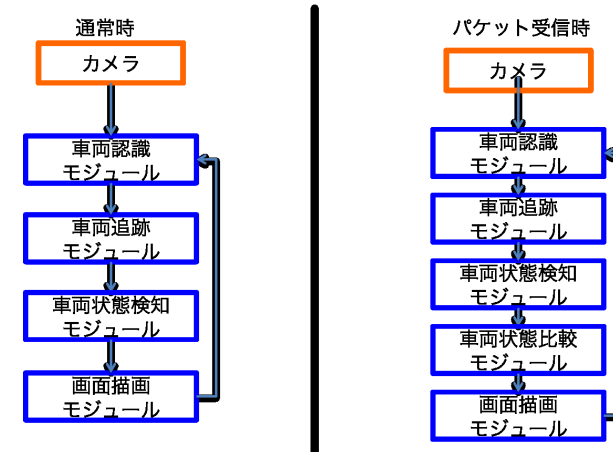 通常時
カメラ
車両認識
モジュール
車両追跡
モジュール
車両状態検知
モジュール
画面描画
モジュール
パケット受信時
カメラ
車両認識
モジュール
車両追跡
モジュール
車両状態検知
モジュール
車両状態比較
モジュール
画面描画
モジュール